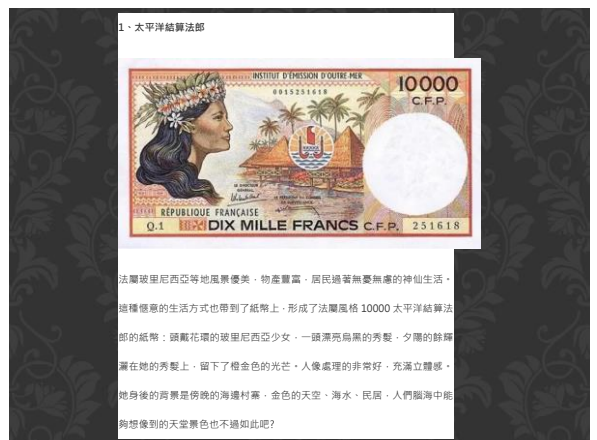 1、太平洋結算法郎
INSTITUT D'ÉMISSION D'OUTRE-MER
10000
C.F.P.
0015251618
LE DIRECTEUR
GÉNÉRAL
RÉPUBLIQUE FRANÇAISE
Q.1 DIX MILLE FRANCS C.F.P. 251618
法屬玻里尼西亞等地風景優美，物產豐富，居民過著無憂無慮的神仙生活。
這種愜意的生活方式也帶到了紙幣上，形成了法屬風格 10000 太平洋結算法
郎的紙幣：頭戴花環的玻里尼西亞少女，一頭漂亮烏黑的秀髮，夕陽的餘輝
灑在她的秀髮上，留下了橙金色的光芒。人像處理的非常好，充滿立體感。
她身後的背景是傍晚的海邊村寨，金色的天空、海水、民居，人們腦海中能
夠想像到的天堂景色也不過如此吧?